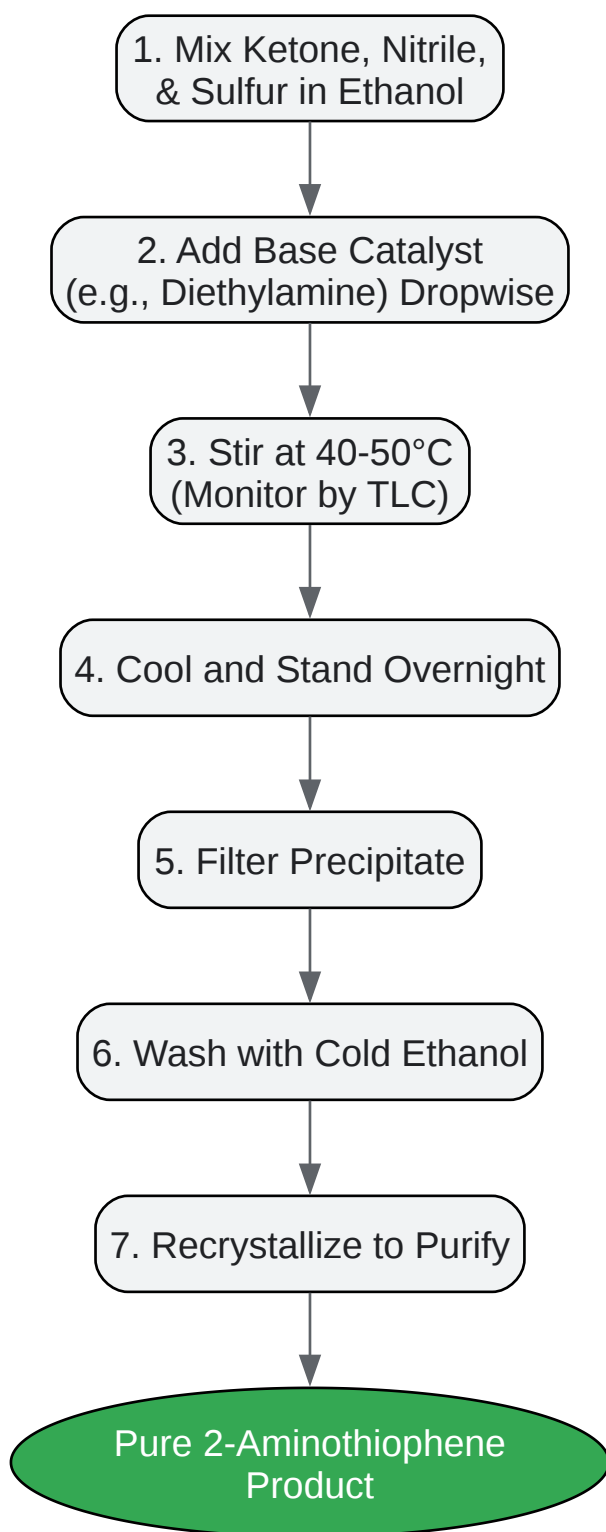 1. Mix Ketone, Nitrile,
& Sulfur in Ethanol
2. Add Base Catalyst
(e.g., Diethylamine) Dropwise
3. Stir at 40-50°C
(Monitor by TLC)
4. Cool and Stand Overnight
5. Filter Precipitate
6. Wash with Cold Ethanol
7. Recrystallize to Purify
Pure 2-Aminothiophene
Product